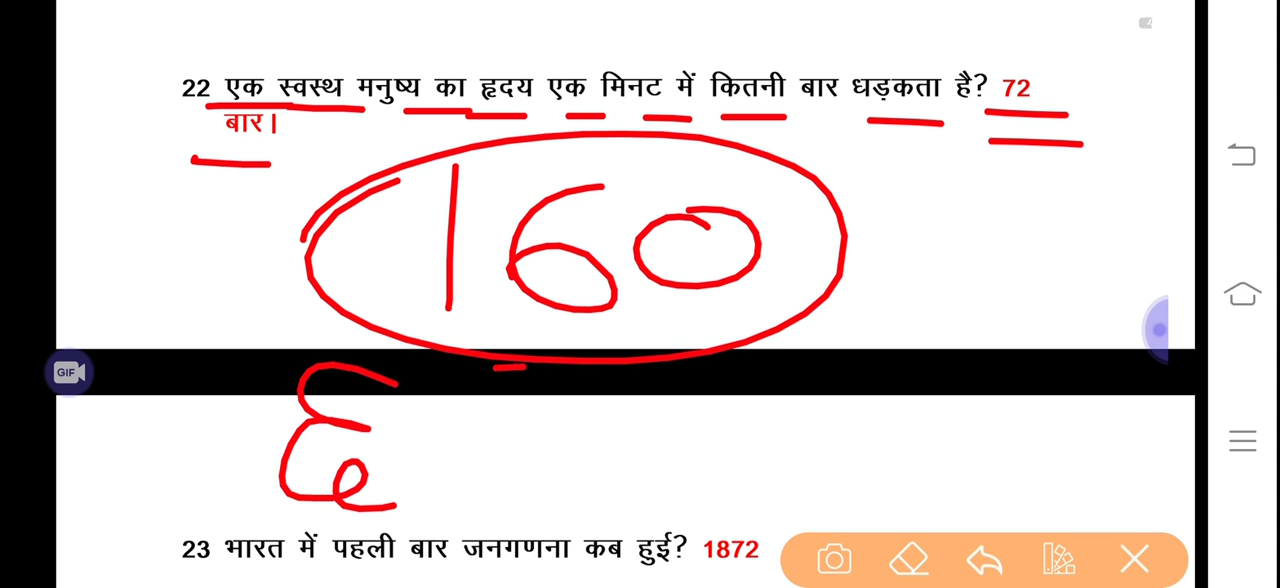 22 एक स्वस्थ मनुष्य का हृदय एक मिनट में कितनी बार धड़कता है? 72
बार।
160
GIF
23 भारत में पहली बार जनगणना कब हुई? 1872